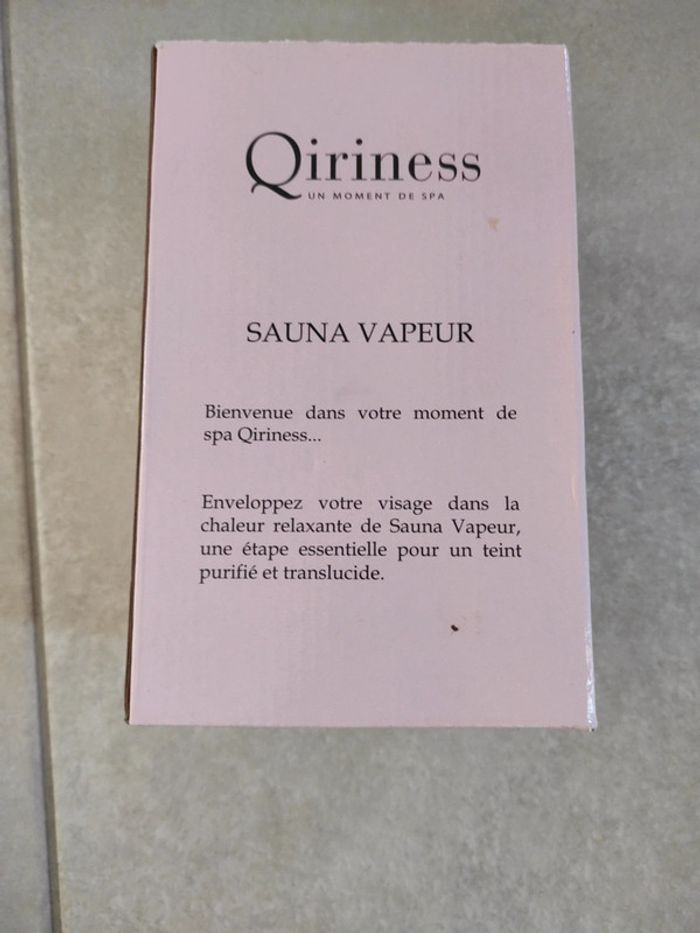 Qiriness
UN MOMENT DE SPA
SAUNA VAPEUR
Bienvenue dans votre moment de
spa Qiriness...
Enveloppez votre visage dans la
chaleur relaxante de Sauna Vapeur,
une étape essentielle pour un teint
purifié et translucide.